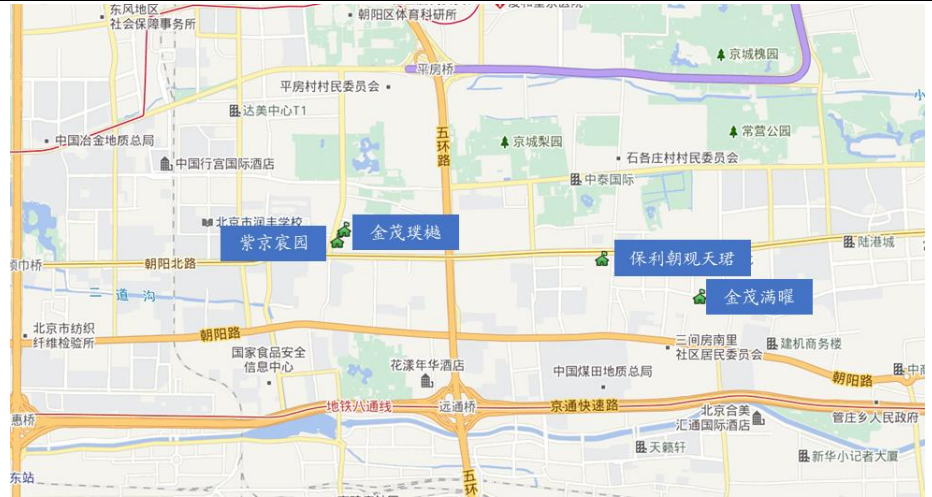 东风地区
社会保障事务所
朝阳区体育科研所
京城槐园
平房桥
平房村村民委员会
达美中心T1
小
五环路
中国冶金地质总局
京城梨园
常营公园
中国行宫国际酒店
石各庄村村民委员会
中泰国际
北京市润丰学校
紫京宸园
金茂璞樾
陆港城
保利朝观天珺
朝阳北路
金茂满曜
二道沟
北京市纺织
纤维检验所
朝阳路
三间房南里
社区居民委员会
建机商务楼
国家食品安全
信息中心
花漾年华酒店
中国煤田地质总局
朝阳路
中商
地铁八通线
远通桥
京通快速路
北京合美
汇通国际酒店
管庄乡人民政府
惠桥
天籁轩
新华小记者大厦
东站
五环